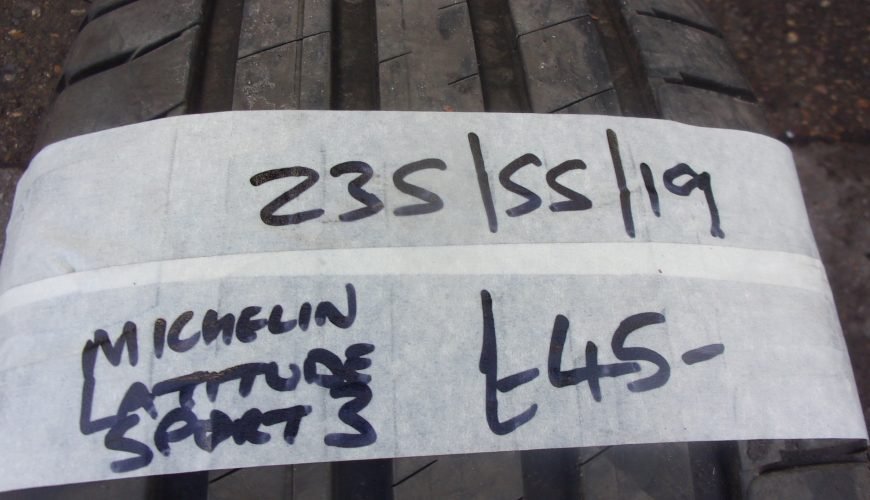 235/55/19
MICHELIN
LATITUDE
SPORT 3
£45-